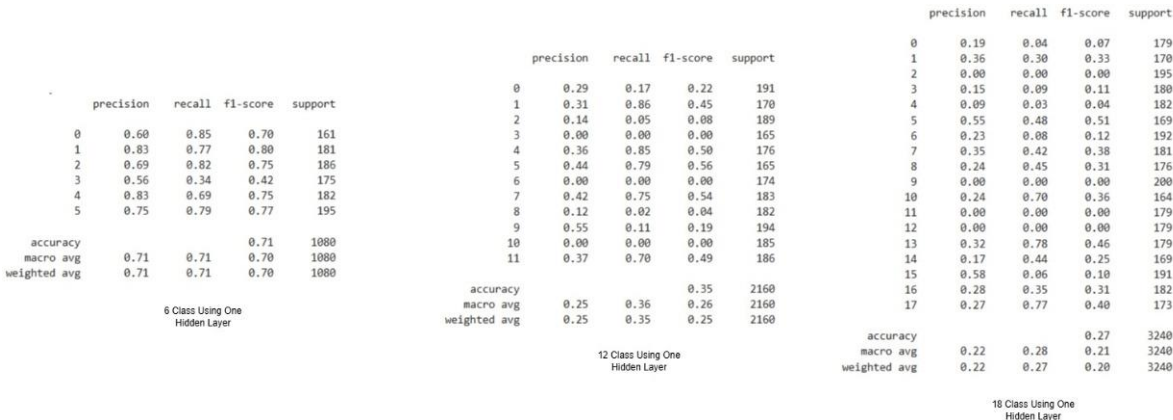 precision recall f1-score support
0 0.60 0.85 0.70 161
1 0.83 0.77 0.80 181
2 0.69 0.82 0.75 186
3 0.56 0.34 0.42 175
4 0.83 0.69 0.75 182
5 0.75 0.79 0.77 195
accuracy 0.71 1080
macro avg 0.71 0.71 0.70 1080
weighted avg 0.71 0.71 0.70 1080
6 Class Using One
Hidden Layer
precision recall f1-score support
0 0.29 0.17 0.22 191
1 0.31 0.86 0.45 170
2 0.14 0.05 0.08 189
3 0.00 0.00 0.00 165
4 0.36 0.85 0.50 176
5 0.44 0.79 0.56 165
6 0.00 0.00 0.00 174
7 0.42 0.75 0.54 183
8 0.12 0.02 0.04 182
9 0.55 0.11 0.19 194
10 0.00 0.00 0.00 185
11 0.37 0.70 0.49 186
accuracy 0.35 2160
macro avg 0.25 0.36 0.26 2160
weighted avg 0.25 0.35 0.25 2160
12 Class Using One
Hidden Layer
precision recall f1-score support
0 0.19 0.04 0.07 179
1 0.36 0.30 0.33 170
2 0.00 0.00 0.00 195
3 0.15 0.09 0.11 180
4 0.09 0.03 0.04 182
5 0.55 0.48 0.51 169
6 0.23 0.08 0.12 192
7 0.35 0.42 0.38 181
8 0.24 0.45 0.31 176
9 0.00 0.00 0.00 200
10 0.24 0.70 0.36 164
11 0.00 0.00 0.00 179
12 0.00 0.00 0.00 179
13 0.32 0.78 0.46 179
14 0.17 0.44 0.25 169
15 0.58 0.06 0.10 191
16 0.28 0.35 0.31 182
17 0.27 0.77 0.40 173
accuracy 0.27 3240
macro avg 0.22 0.28 0.21 3240
weighted avg 0.22 0.27 0.20 3240
18 Class Using One
Hidden Layer